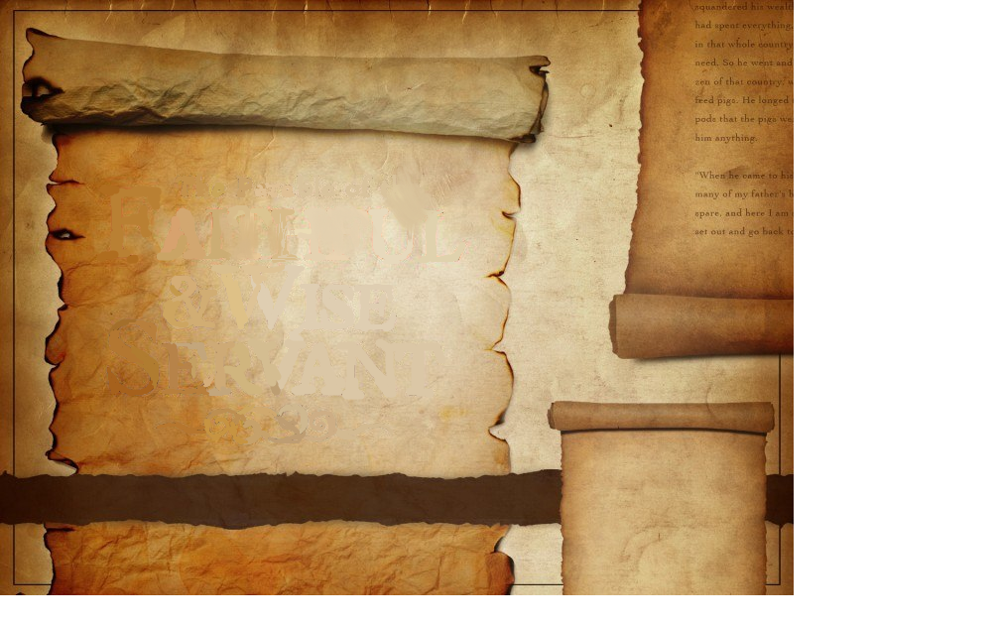 FAITHFUL
& WISE
SERVANT
squandered his wealt
had spent everything,
in that whole country,
need. So he went and
zen of that country, w
feed pigs. He longed t
pods that the pigs we
him anything.
"When he came to his
many of my father's h
spare, and here I am
set out and go back to